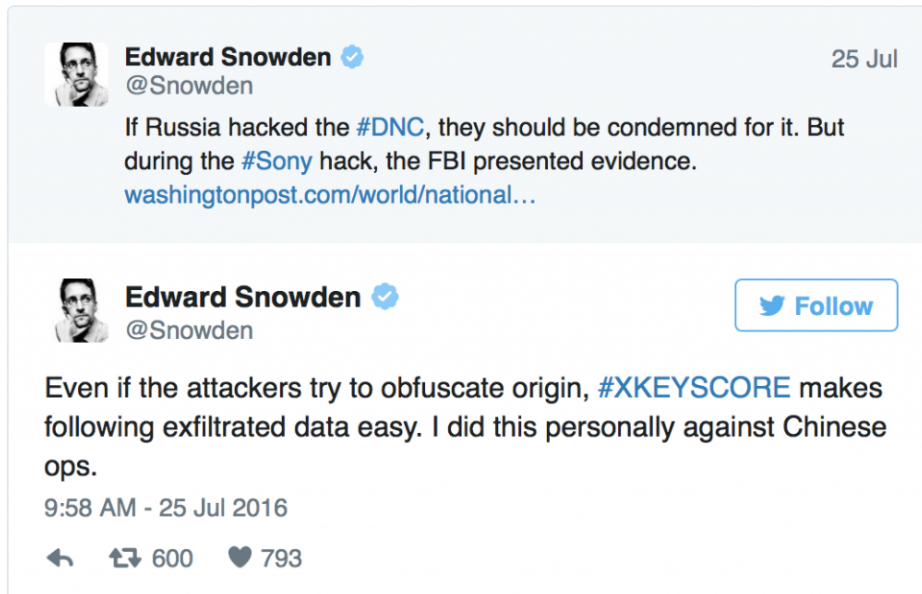 Edward Snowden
25 Jul
@Snowden
If Russia hacked the #DNC, they should be condemned for it. But
during the #Sony hack, the FBI presented evidence.
washingtonpost.com/world/national…
Edward Snowden
@Snowden
Follow
Even if the attackers try to obfuscate origin, #XKEYSCORE makes
following exfiltrated data easy. I did this personally against Chinese
ops.
9:58 AM - 25 Jul 2016
600 793